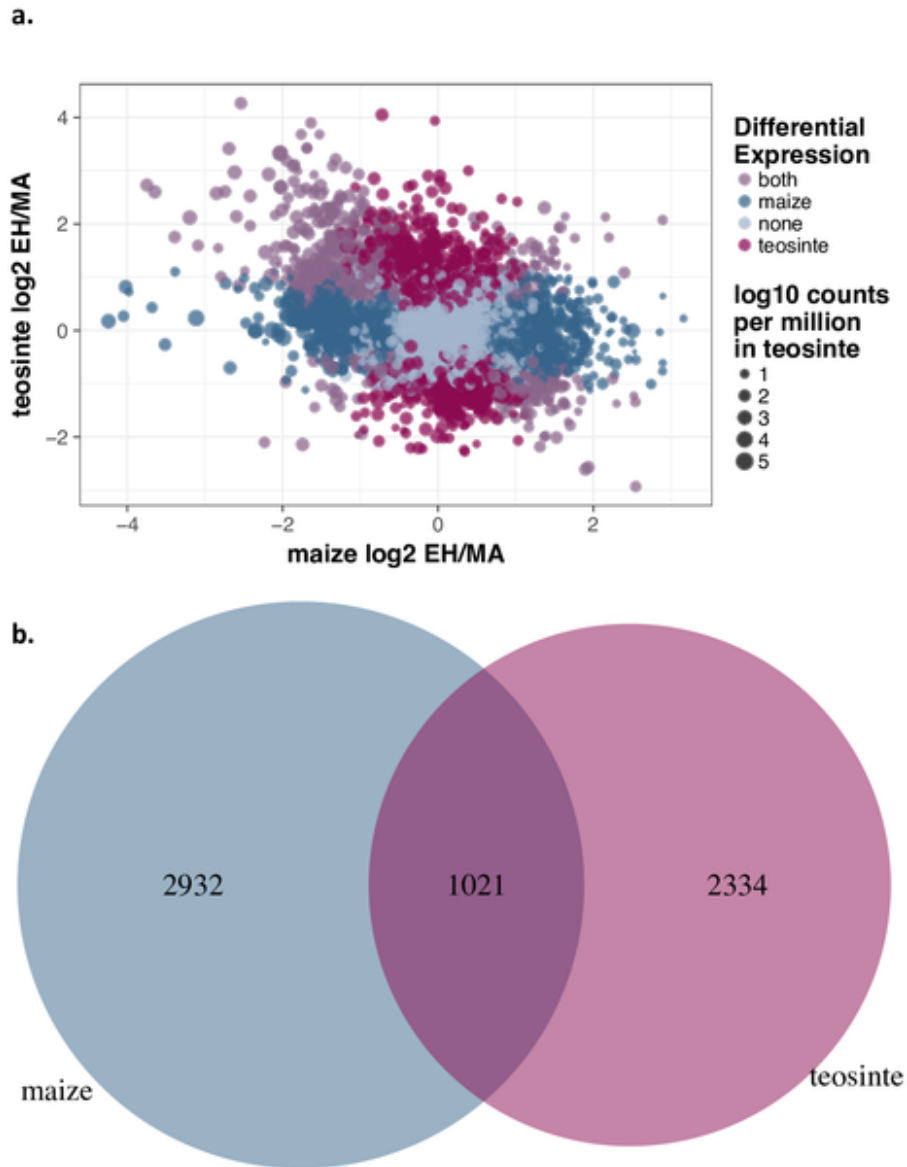 a.
4
2
0
−2
teosinte log2 EH/MA
−4
−2
0
2
maize log2 EH/MA
Differential
Expression
both
maize
none
teosinte
log10 counts
per million
in teosinte
1
2
3
4
5
b.
2932
1021
2334
maize
teosinte